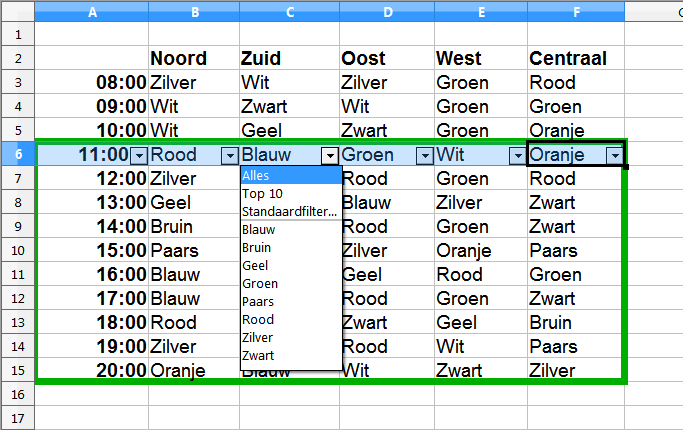 A B C D E F
1
2 Noord Zuid Oost West Centraal
3 08:00 Zilver Wit Zilver Groen Rood
4 09:00 Wit Zwart Wit Groen Groen
5 10:00 Wit Geel Zwart Groen Oranje
6 11:00 Rood Blauw Groen Wit Oranje
7 12:00 Zilver Alles Rood Groen Rood
Top 10
8 13:00 Geel Standaardfilter... Blauw Zilver Zwart
9 14:00 Bruin Blauw Rood Groen Zwart
10 15:00 Paars Bruin Zilver Oranje Paars
11 16:00 Blauw Geel Geel Rood Groen
Groen
12 17:00 Blauw Paars Rood Groen Zwart
13 18:00 Rood Rood Zwart Geel Bruin
14 19:00 Zilver Zilver Rood Wit Paars
Zwart
15 20:00 Oranje Blauw Wit Zwart Zilver
16
17